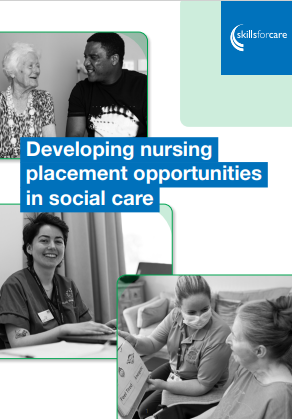 skillsforcare
Developing nursing
placement opportunities
in social care